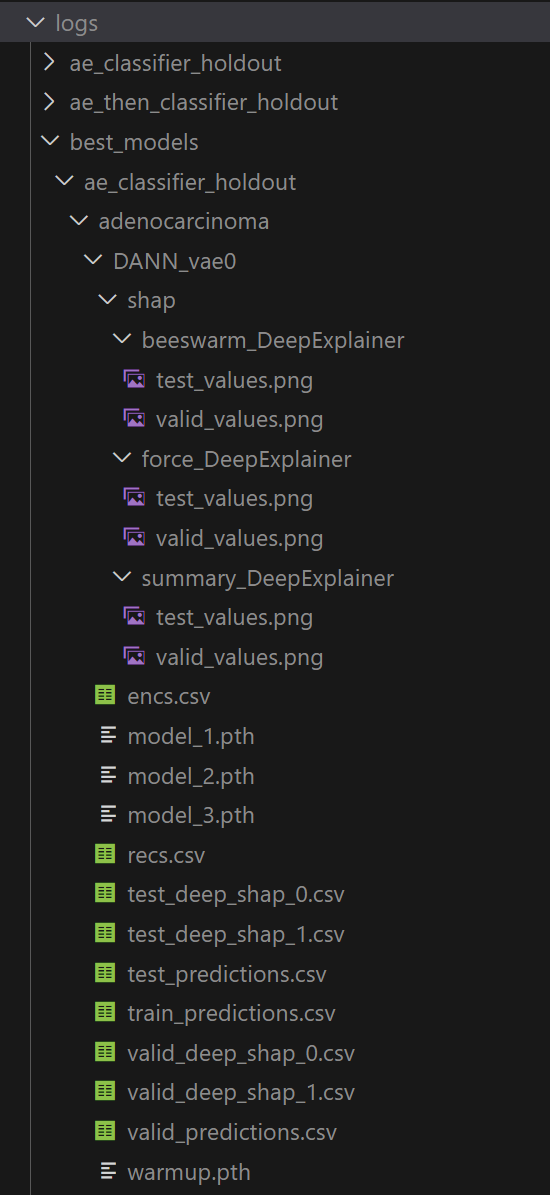 logs
ae_classifier_holdout
ae_then_classifier_holdout
best_models
ae_classifier_holdout
adenocarcinoma
DANN_vae0
shap
beeswarm_DeepExplainer
test_values.png
valid_values.png
force_DeepExplainer
test_values.png
valid_values.png
summary_DeepExplainer
test_values.png
valid_values.png
encs.csv
model_1.pth
model_2.pth
model_3.pth
recs.csv
test_deep_shap_0.csv
test_deep_shap_1.csv
test_predictions.csv
train_predictions.csv
valid_deep_shap_0.csv
valid_deep_shap_1.csv
valid_predictions.csv
warmup.pth